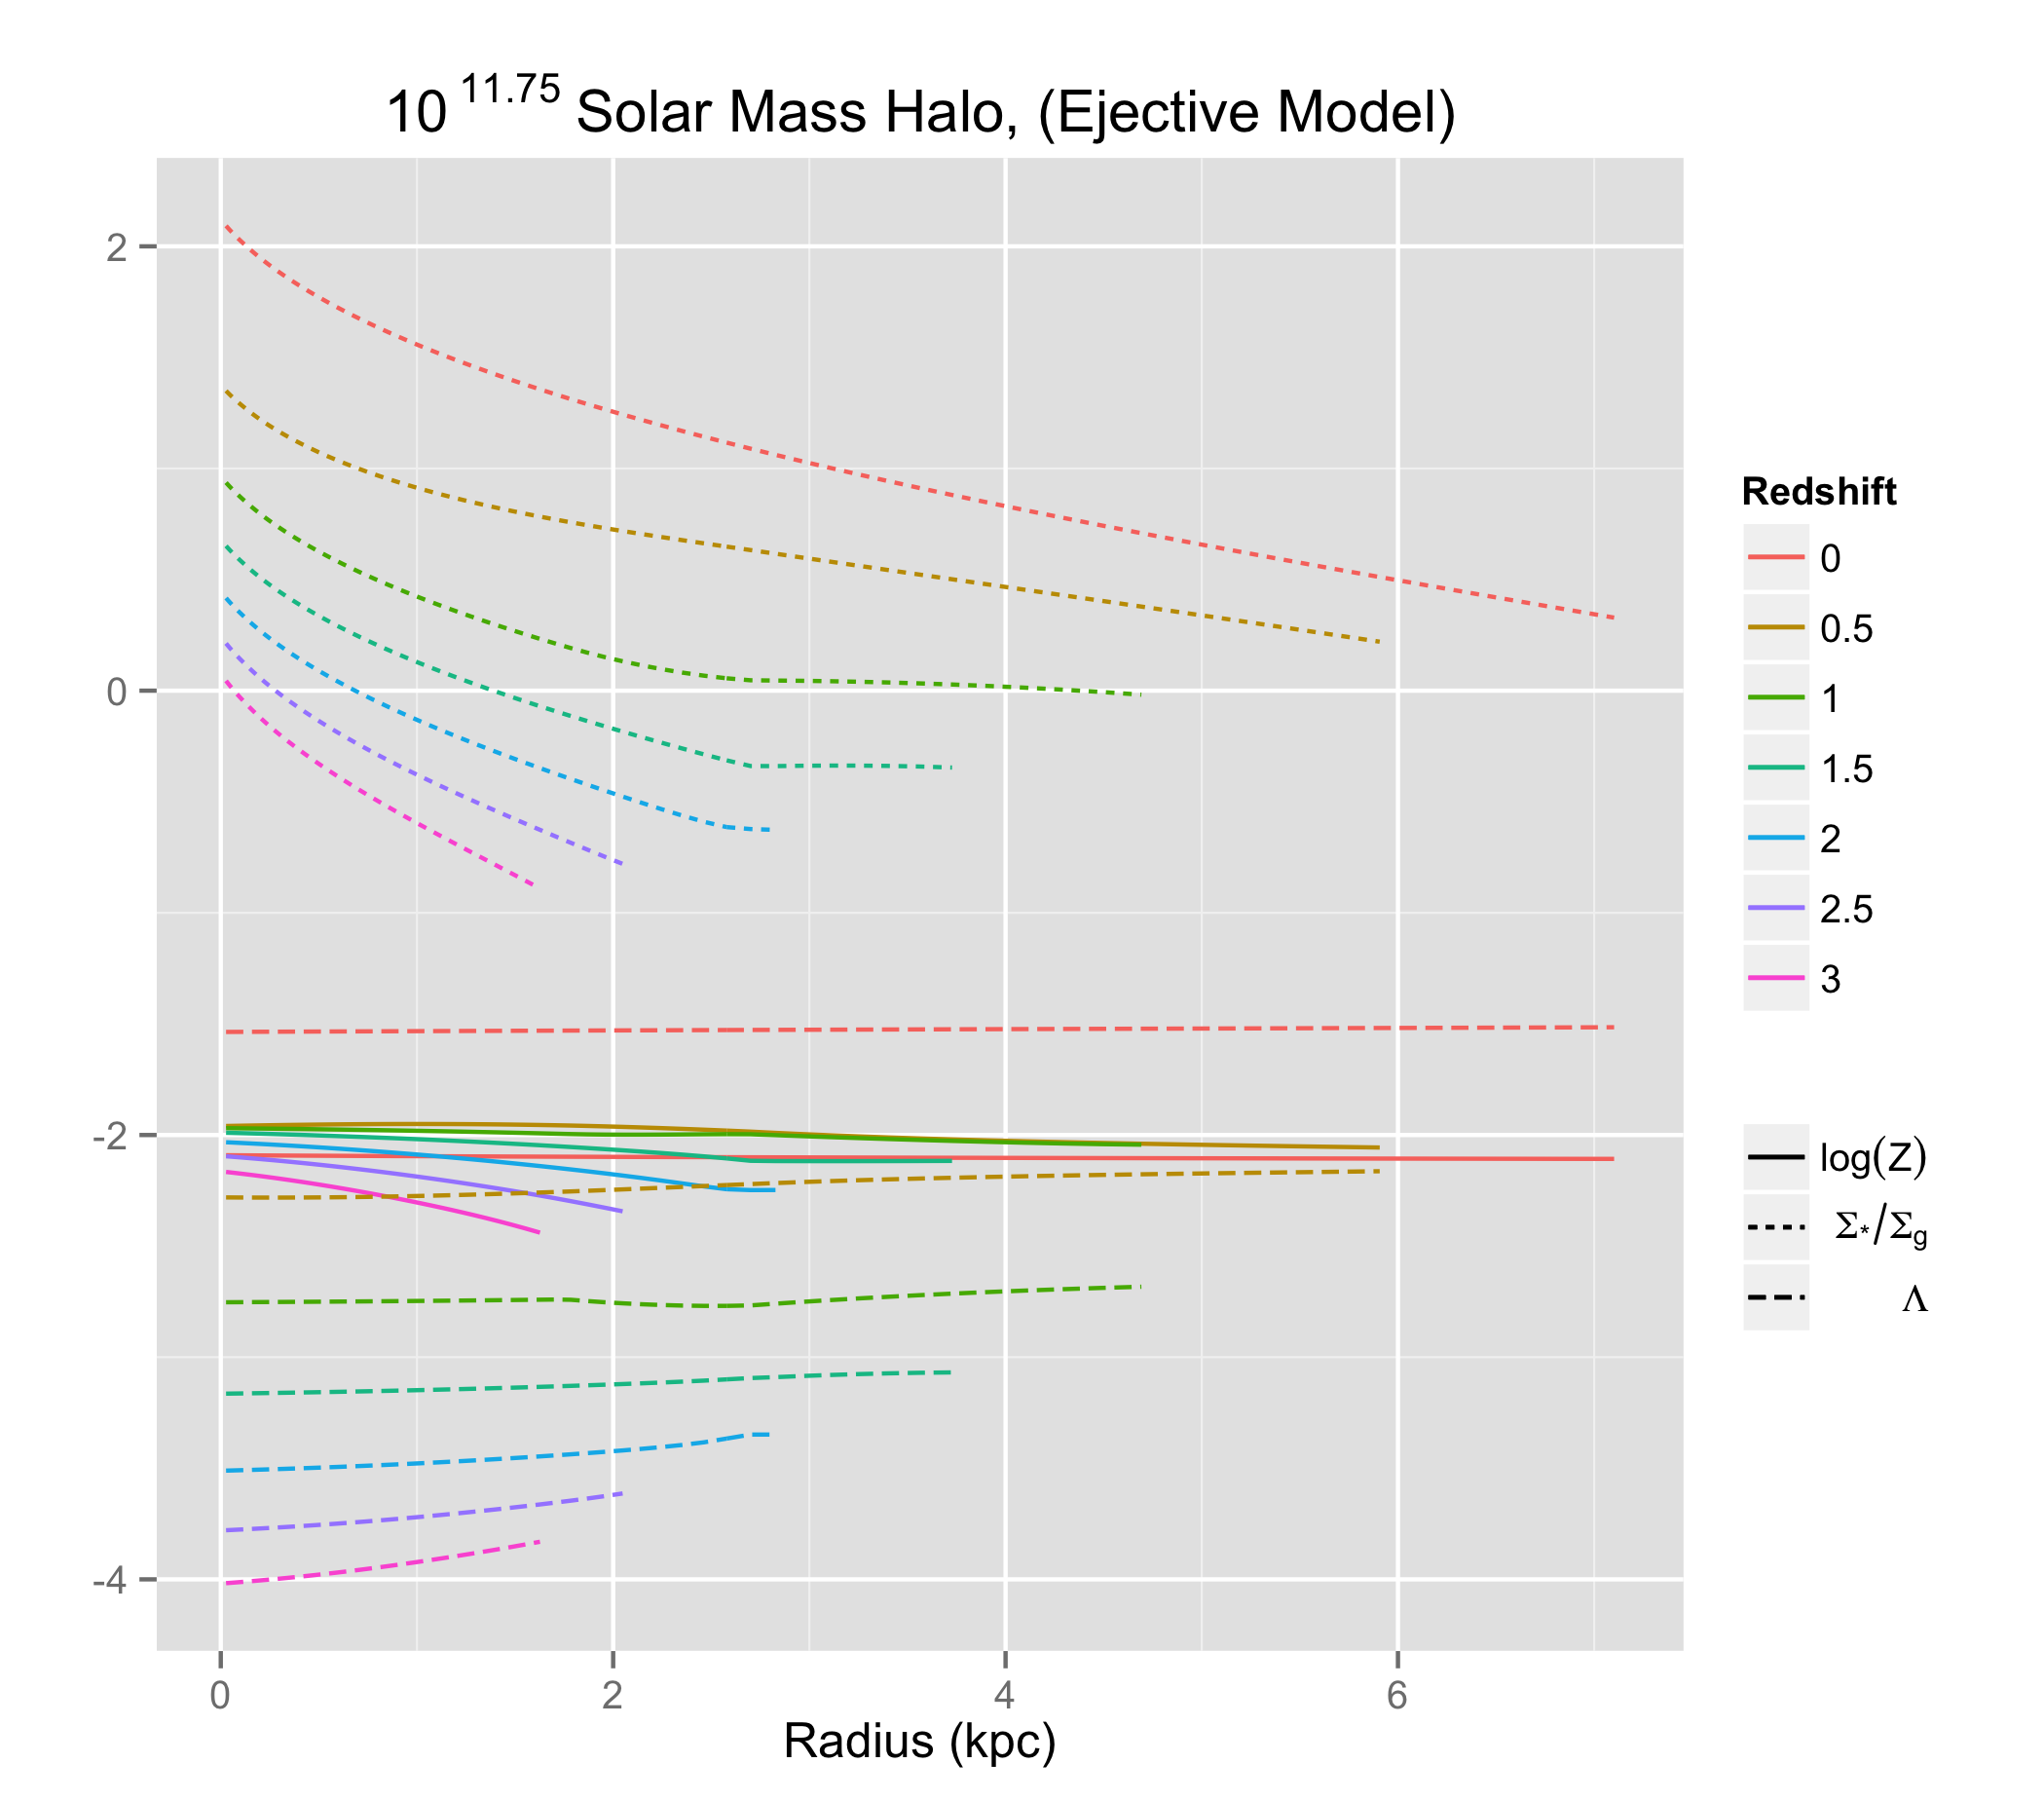 10 11.75 Solar Mass Halo, (Ejective Model)
2
0
-2
-4
0 2 4 6
Radius (kpc)
Redshift
0
0.5
1
1.5
2
2.5
3
log(Z)
Σ*/Σg
Λ